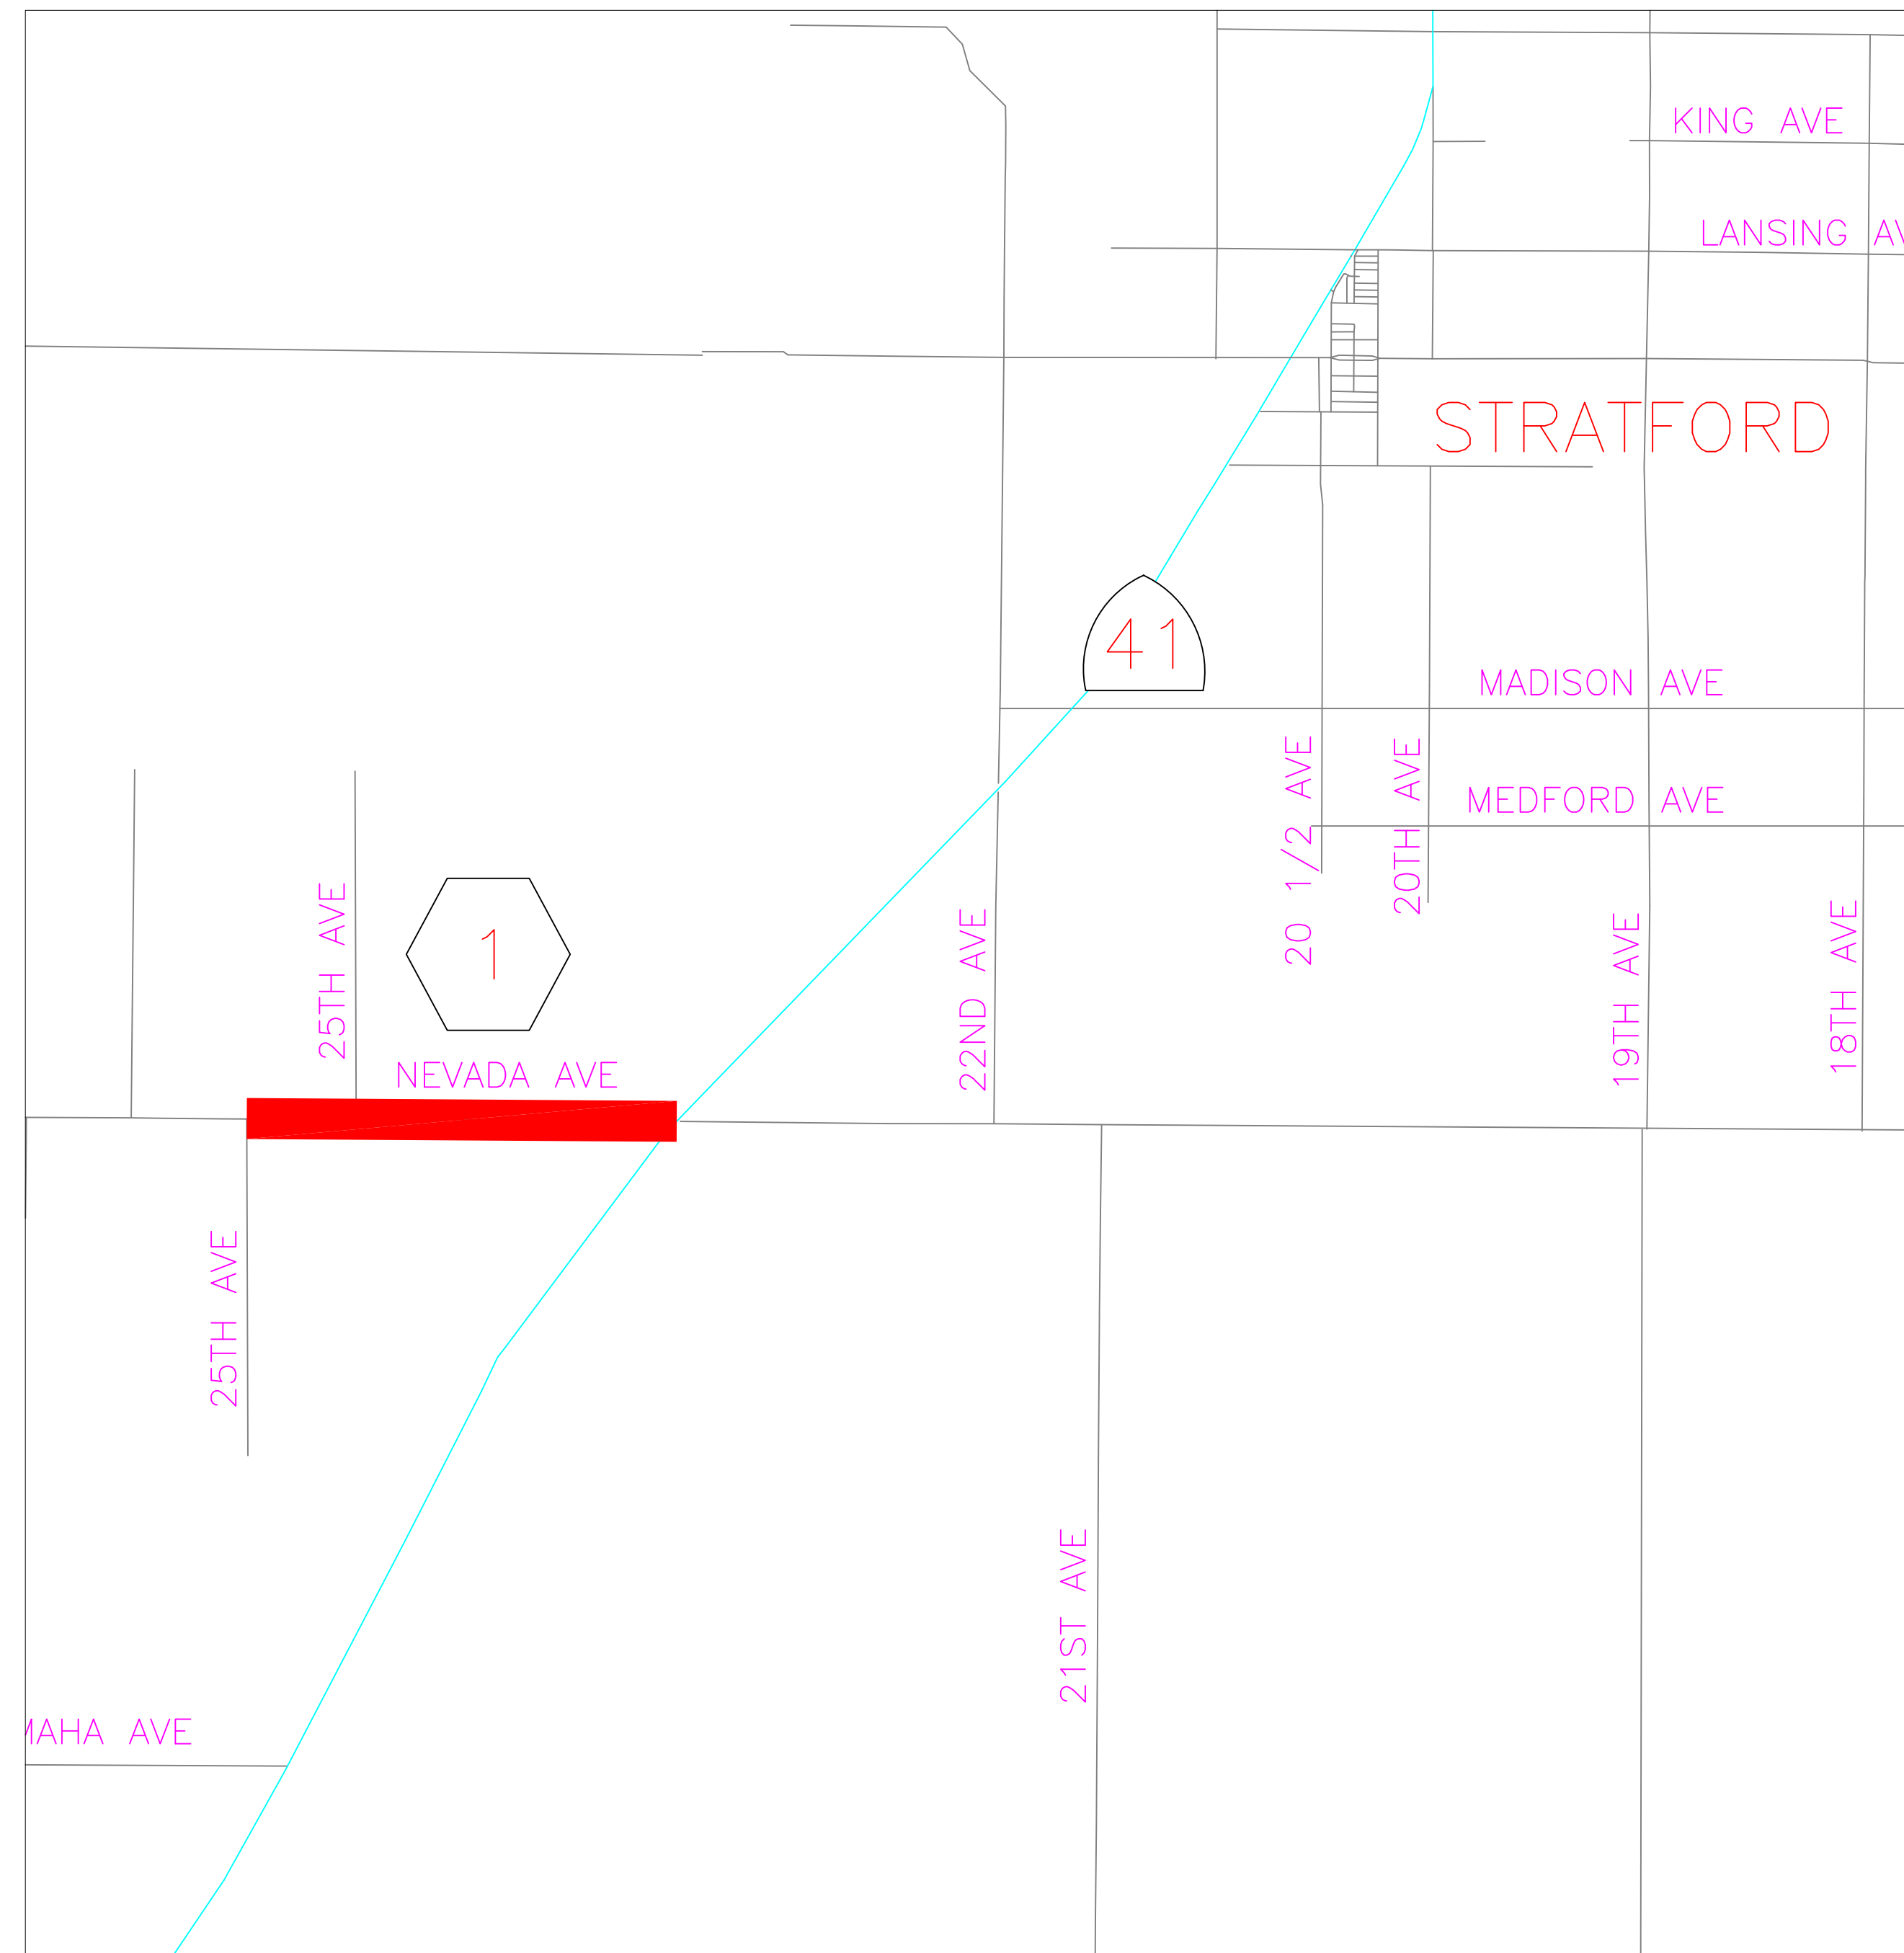 KING AVE
LANSING AV
STRATFORD
41
MADISON AVE
20 1/2 AVE
20TH AVE
MEDFORD AVE
25TH AVE
1
22ND AVE
19TH AVE
18TH AVE
NEVADA AVE
25TH AVE
21ST AVE
MAHA AVE